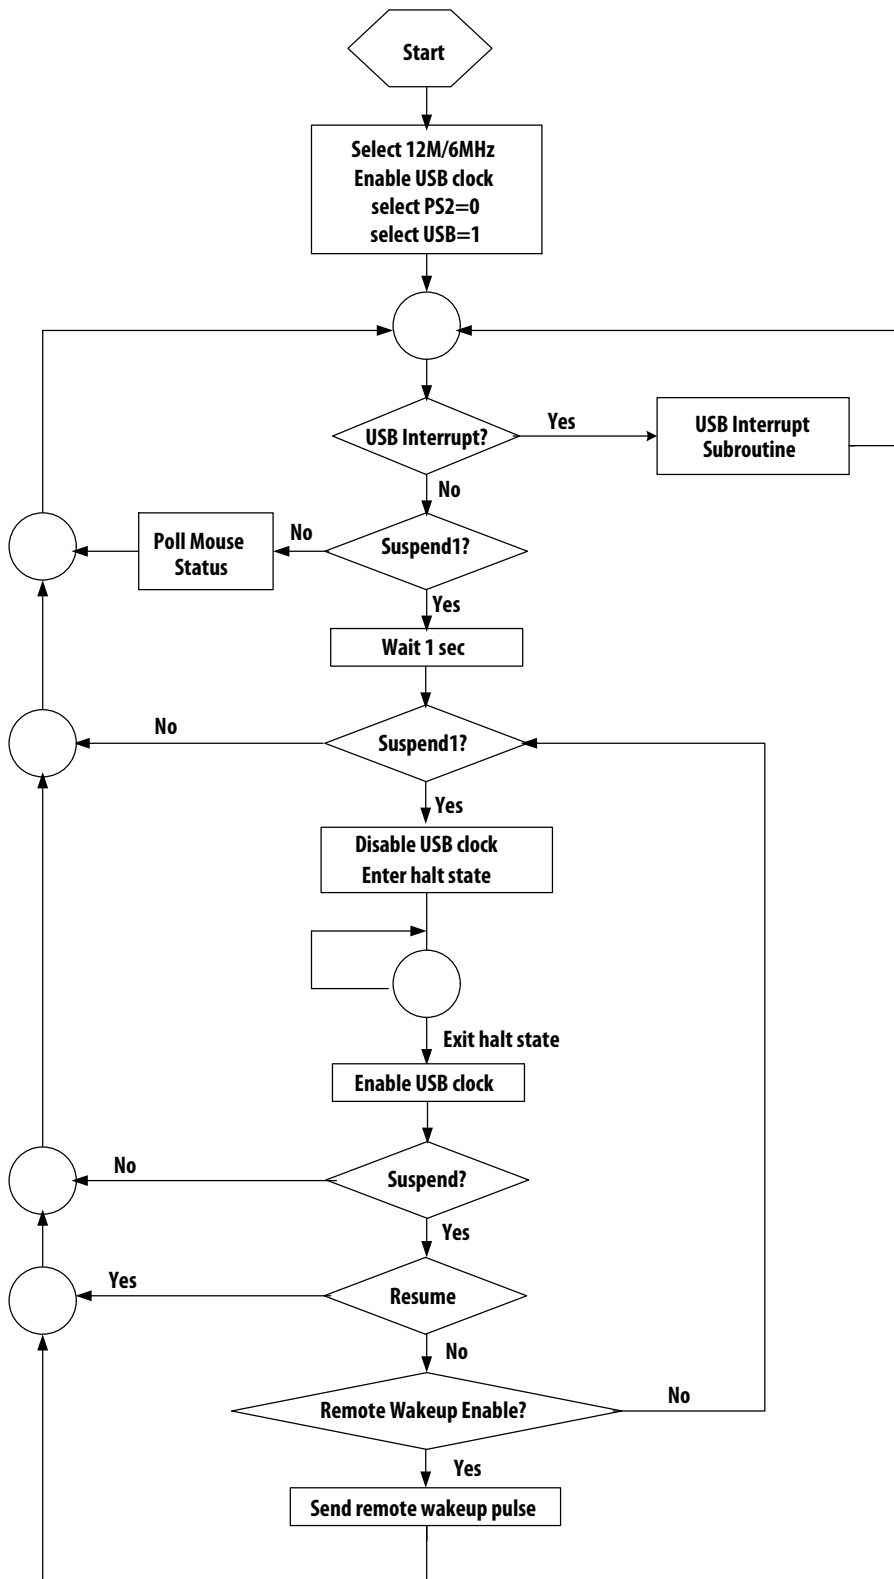 Start
Select 12M/6MHz
Enable USB clock
select PS2=0
select USB=1
USB Interrupt?
Yes
USB Interrupt
Subroutine
No
Poll Mouse
Status
No
Suspend1?
Yes
Wait 1 sec
No
Suspend1?
Yes
Disable USB clock
Enter halt state
Exit halt state
Enable USB clock
No
Suspend?
Yes
Yes
Resume
No
Remote Wakeup Enable?
No
Yes
Send remote wakeup pulse